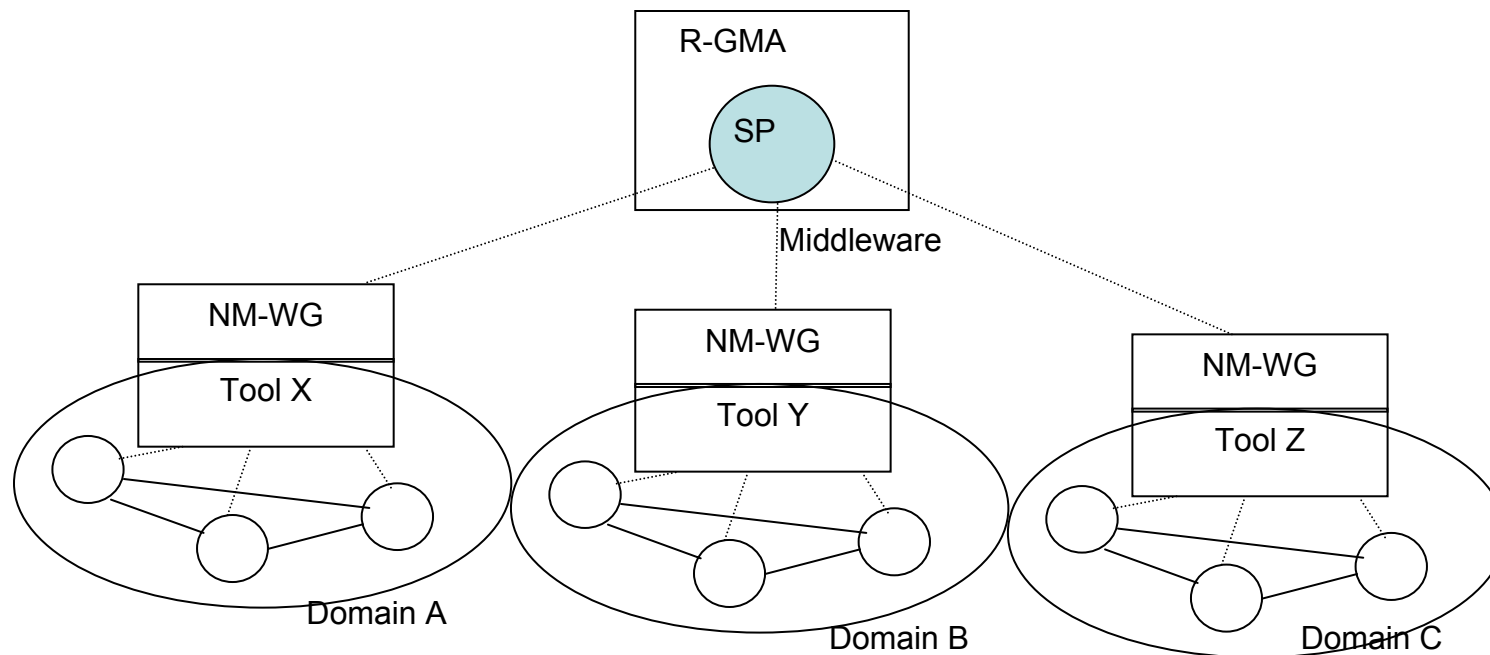 R-GMA
SP
Middleware
NM-WG
NM-WG
NM-WG
Tool X
Tool Y
Tool Z
Domain A
Domain B
Domain C